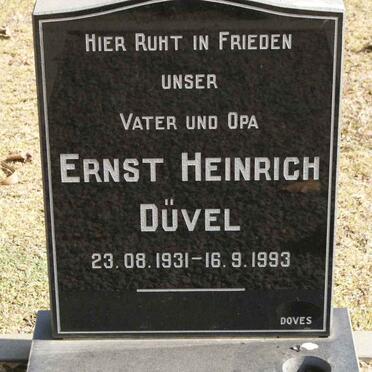 Hier Ruht in Frieden
unser
Vater und Opa
Ernst Heinrich
Düvel
23.08.1931–16.9.1993
DOVES